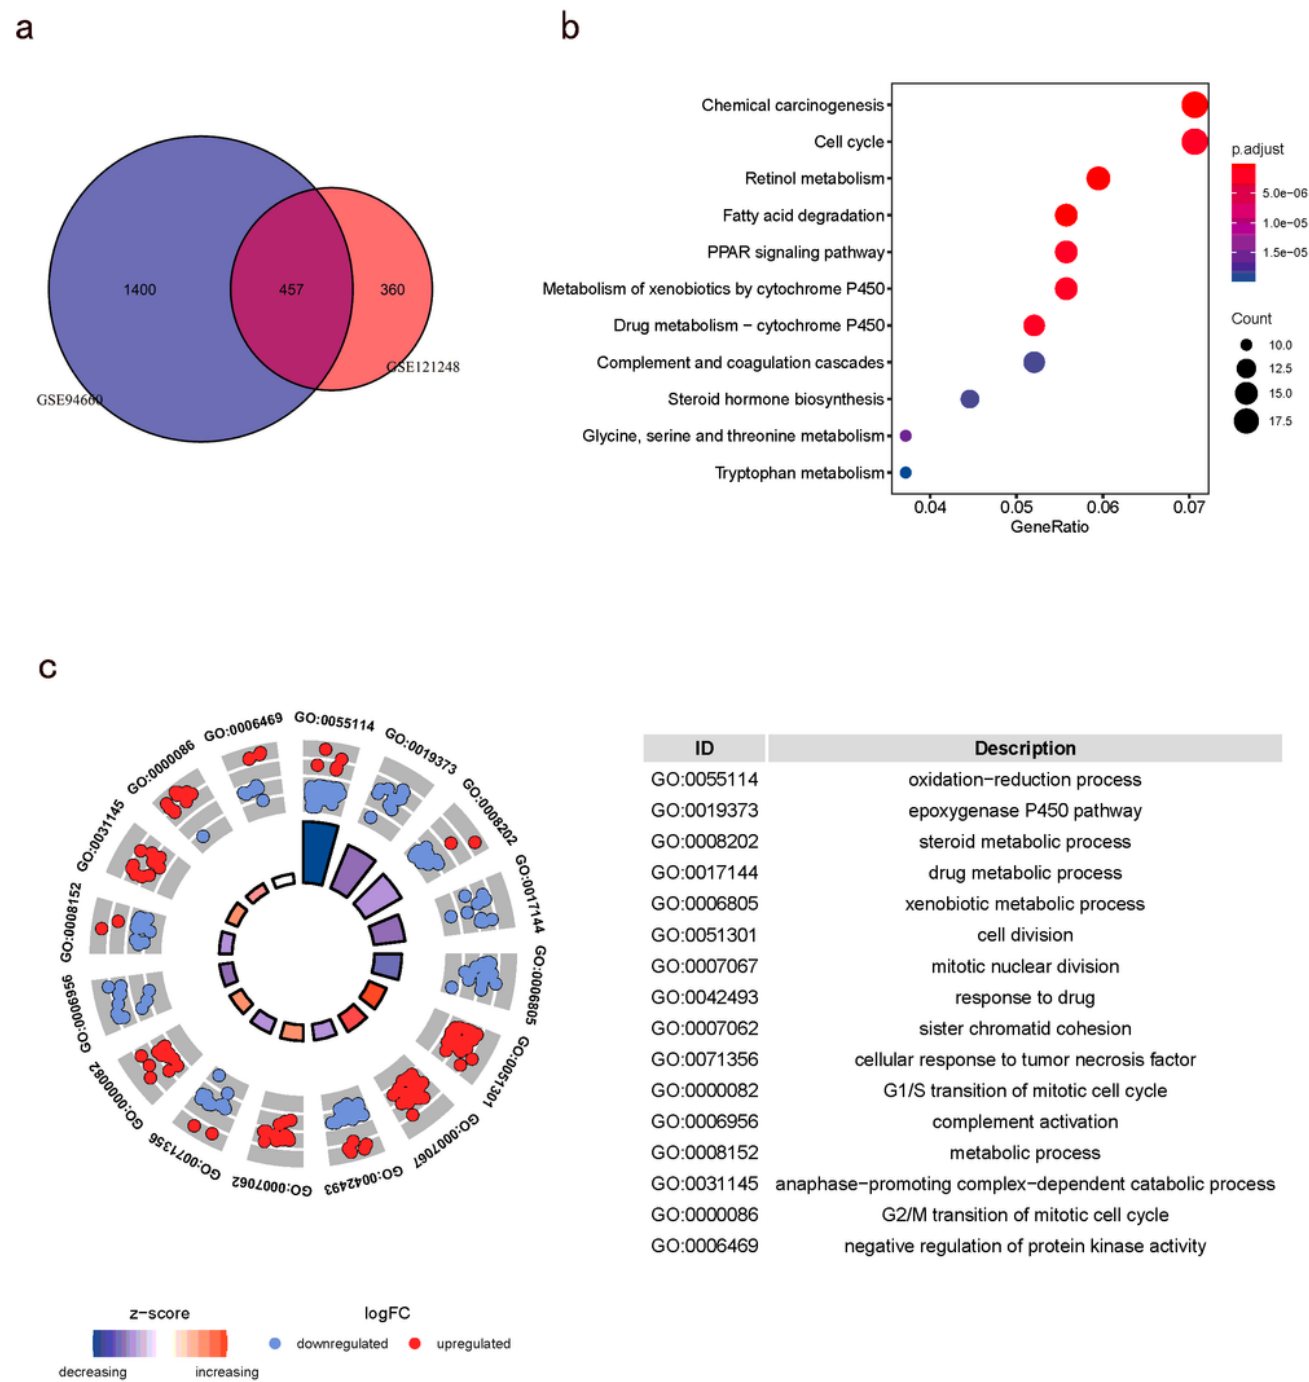 a
b
1400
457
360
GSE94660
GSE121248
Chemical carcinogenesis
Cell cycle
Retinol metabolism
Fatty acid degradation
PPAR signaling pathway
Metabolism of xenobiotics by cytochrome P450
Drug metabolism − cytochrome P450
Complement and coagulation cascades
Steroid hormone biosynthesis
Glycine, serine and threonine metabolism
Tryptophan metabolism
0.04 0.05 0.06 0.07
GeneRatio
p.adjust
5.0e−06
1.0e−05
1.5e−05
Count
10.0
12.5
15.0
17.5
c
GO:0055114
GO:0019373
GO:0008202
GO:0017144
GO:0006805
GO:0051301
GO:0007067
GO:0042493
GO:0007062
GO:0071356
GO:0000082
GO:0006956
GO:0008152
GO:0031145
GO:0000086
GO:0006469
ID Description
GO:0055114 oxidation−reduction process
GO:0019373 epoxygenase P450 pathway
GO:0008202 steroid metabolic process
GO:0017144 drug metabolic process
GO:0006805 xenobiotic metabolic process
GO:0051301 cell division
GO:0007067 mitotic nuclear division
GO:0042493 response to drug
GO:0007062 sister chromatid cohesion
GO:0071356 cellular response to tumor necrosis factor
GO:0000082 G1/S transition of mitotic cell cycle
GO:0006956 complement activation
GO:0008152 metabolic process
GO:0031145 anaphase−promoting complex−dependent catabolic process
GO:0000086 G2/M transition of mitotic cell cycle
GO:0006469 negative regulation of protein kinase activity
z−score
decreasing increasing
logFC
downregulated upregulated